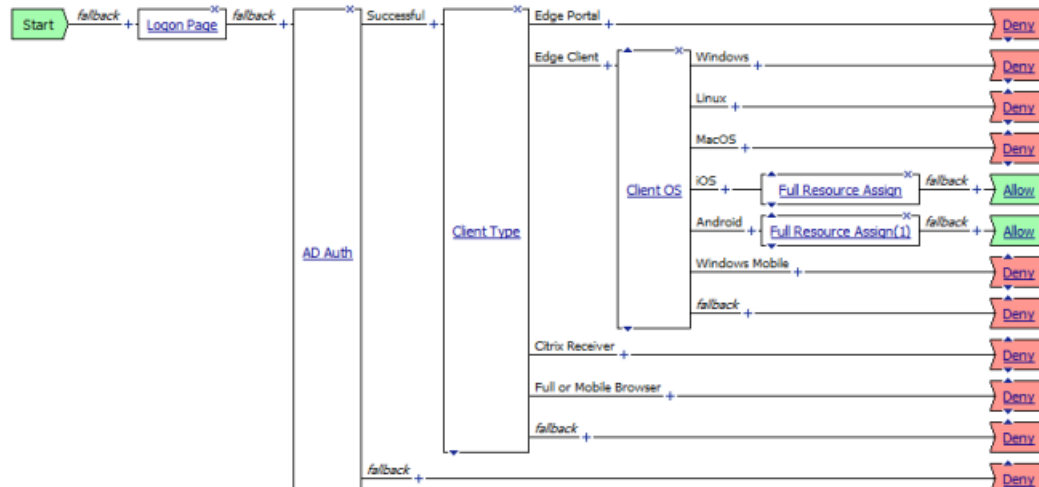 Start fallback + Logon Page fallback + Successful + Edge Portal + Deny
Edge Client + Windows + Deny
Linux + Deny
MacOS + Deny
Client OS iOS + Full Resource Assign fallback + Allow
Client Type Android + Full Resource Assign(1) fallback + Allow
AD Auth
Windows Mobile + Deny
fallback + Deny
Citrix Receiver + Deny
Full or Mobile Browser + Deny
fallback + Deny
fallback + Deny